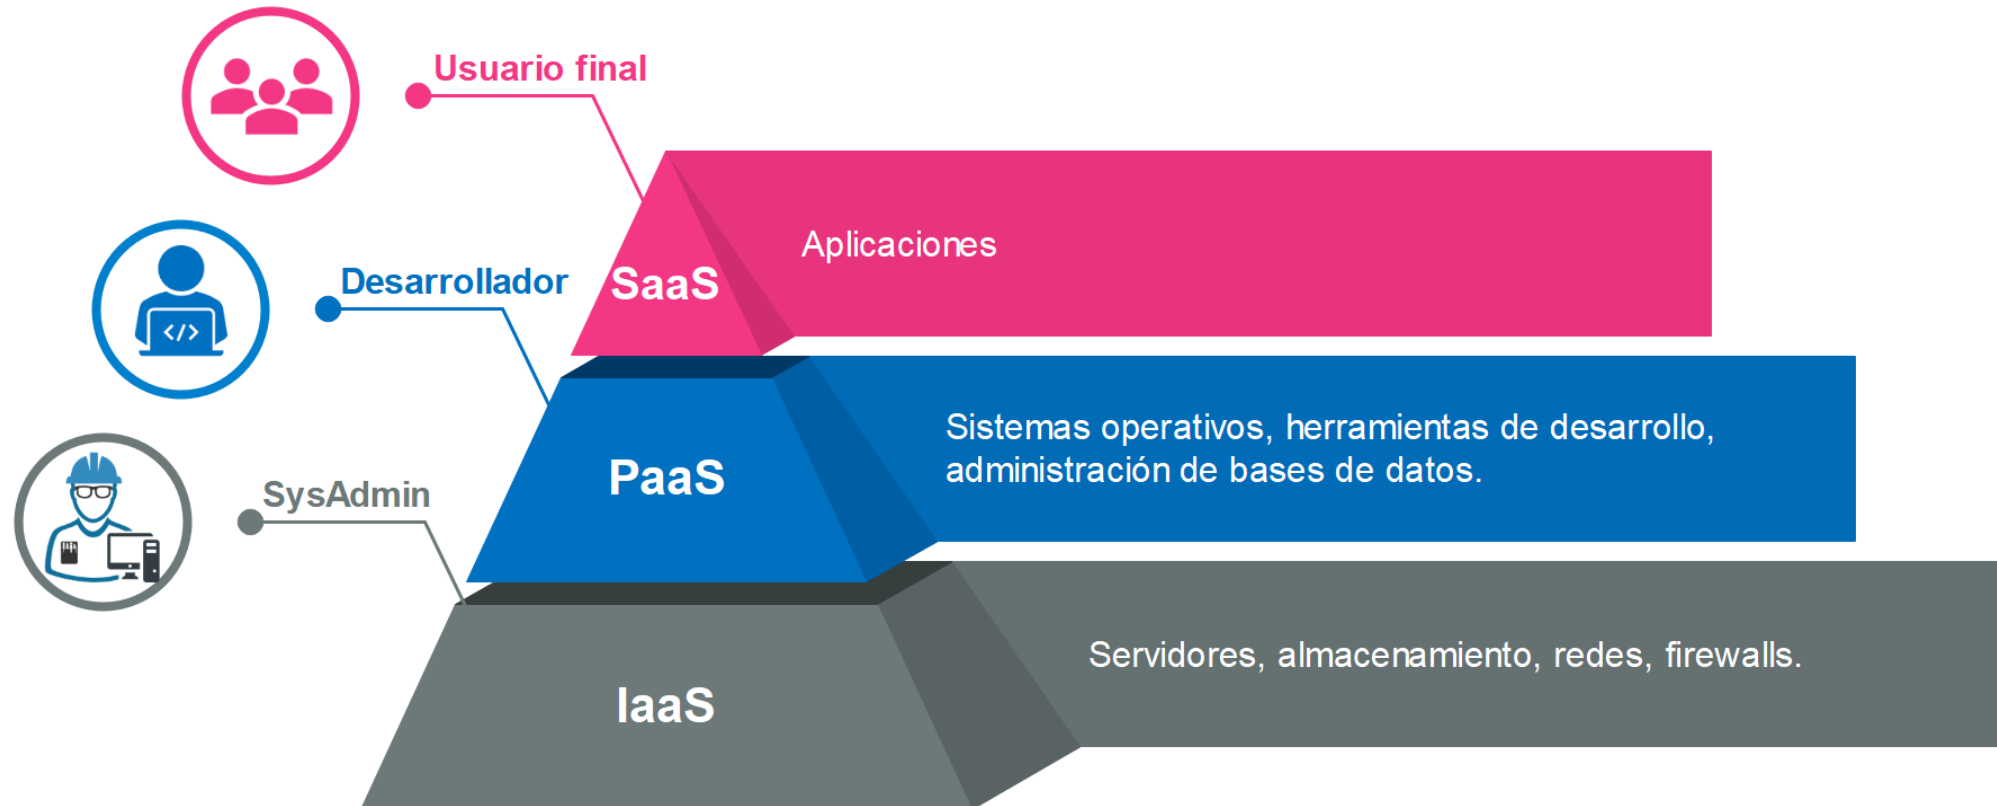 Usuario final
SaaS
Aplicaciones
Desarrollador
PaaS
Sistemas operativos, herramientas de desarrollo,
administración de bases de datos.
SysAdmin
IaaS
Servidores, almacenamiento, redes, firewalls.